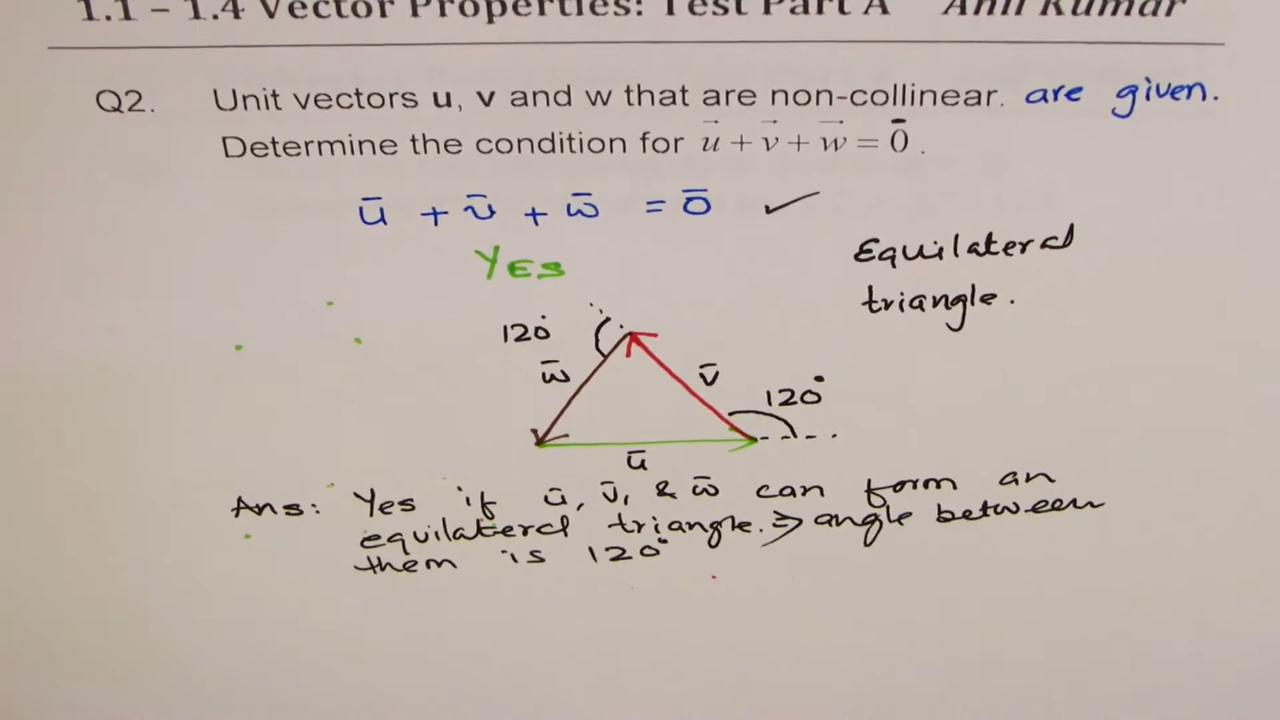 1.1 – 1.4 Vector Properties: Test Part A Anil Kumar
Q2. Unit vectors u, v and w that are non-collinear. are given.
Determine the condition for u⃗ + v⃗ + w⃗ = 0̄ .
ū + v̄ + w̄ = 0̄ ✓
YES
Equilateral
triangle.
120°
w̄
v̄
120°
ū
Ans: Yes if ū, v̄, & w̄ can form an
equilateral triangle. ⇒ angle between
them is 120°